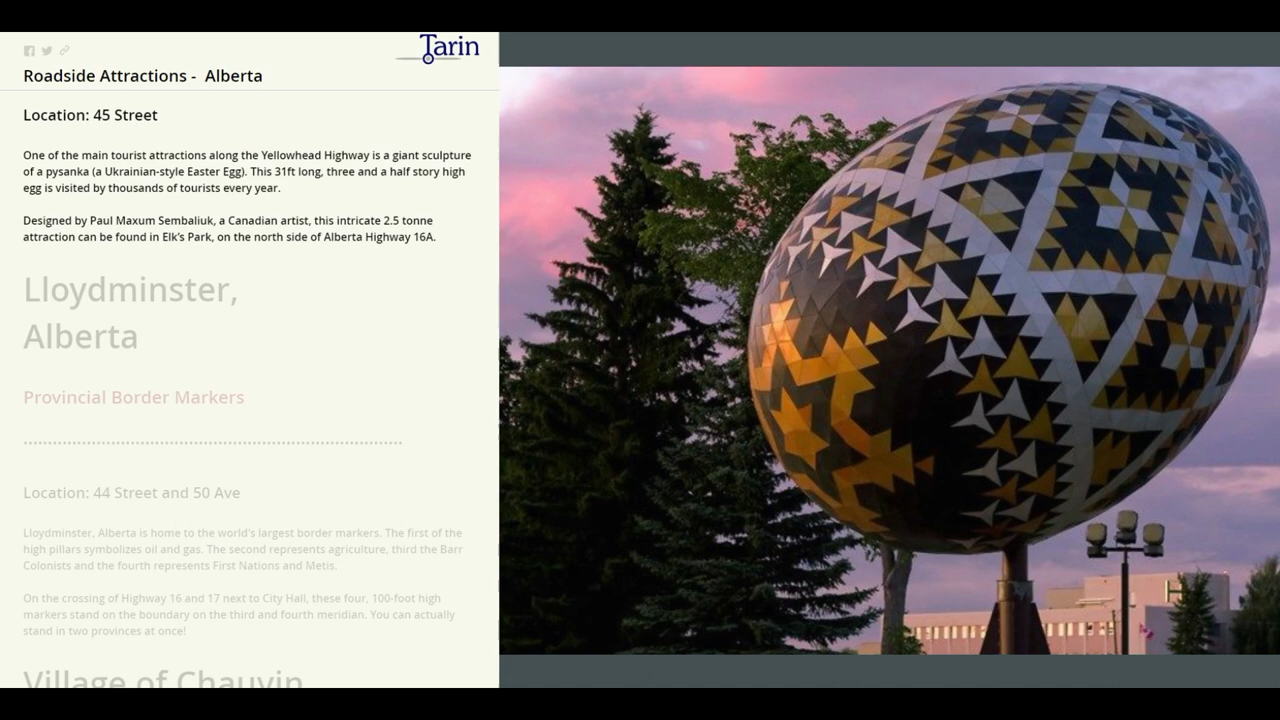 Tarin
Roadside Attractions - Alberta
Location: 45 Street
One of the main tourist attractions along the Yellowhead Highway is a giant sculpture
of a pysanka (a Ukrainian-style Easter Egg). This 31ft long, three and a half story high
egg is visited by thousands of tourists every year.
Designed by Paul Maxum Sembaliuk, a Canadian artist, this intricate 2.5 tonne
attraction can be found in Elk's Park, on the north side of Alberta Highway 16A.
Lloydminster,
Alberta
Provincial Border Markers
Location: 44 Street and 50 Ave
Lloydminster, Alberta is home to the world's largest border markers. The first of the
high pillars symbolizes oil and gas. The second represents agriculture, third the Barr
Colonists and the fourth represents First Nations and Metis.
On the crossing of Highway 16 and 17 next to City Hall, these four, 100-foot high
markers stand on the boundary on the third and fourth meridian. You can actually
stand in two provinces at once!
Village of Chauvin
H